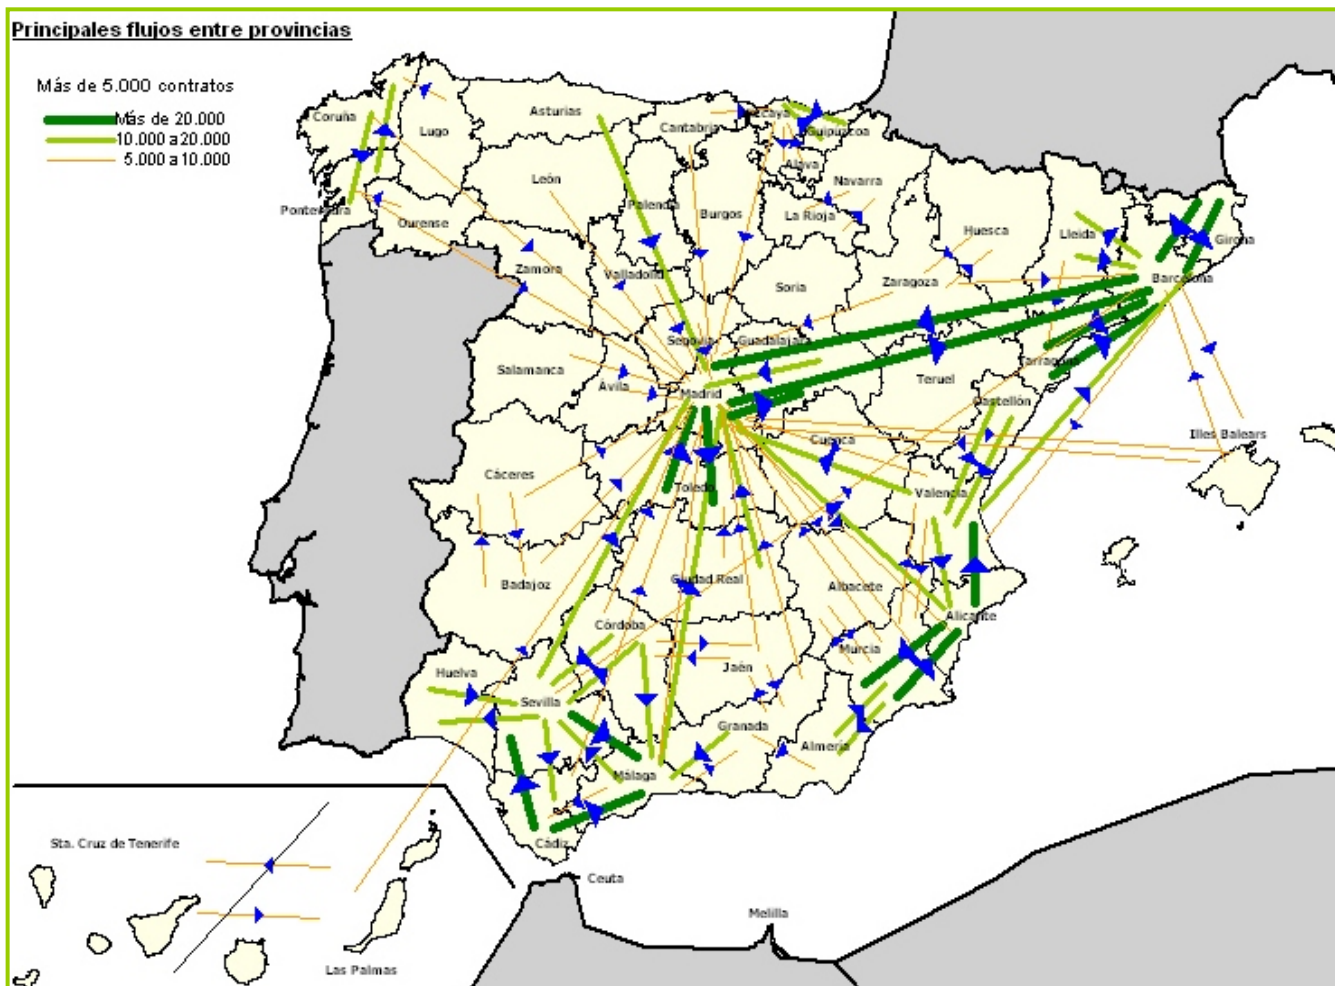 Principales flujos entre provincias
Más de 5.000 contratos
Más de 20.000
10.000 a 20.000
5.000 a 10.000
Coruña
Lugo
Asturias
Cantabria
Guipuzcoa
Alava
Navarra
León
Palencia
Burgos
La Rioja
Pontevedra
Ourense
Huesca
Lleida
Girona
Zamora
Valladolid
Soria
Zaragoza
Barcelona
Segovia
Guadalajara
Tarragona
Salamanca
Avila
Madrid
Teruel
Castellón
Illes Balears
Cuenca
Cáceres
Toledo
Valencia
Badajoz
Ciudad Real
Albacete
Alicante
Córdoba
Murcia
Jaén
Huelva
Sevilla
Granada
Almería
Málaga
Cádiz
Sta. Cruz de Tenerife
Ceuta
Melilla
Las Palmas